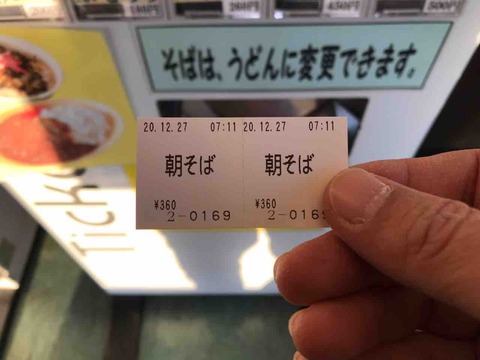 そばは、うどんに変更できます。
20.12.27 07:11 20.12.27 07:11
朝そば 朝そば
¥360 ¥360
2-0169 2-0169
Ticke